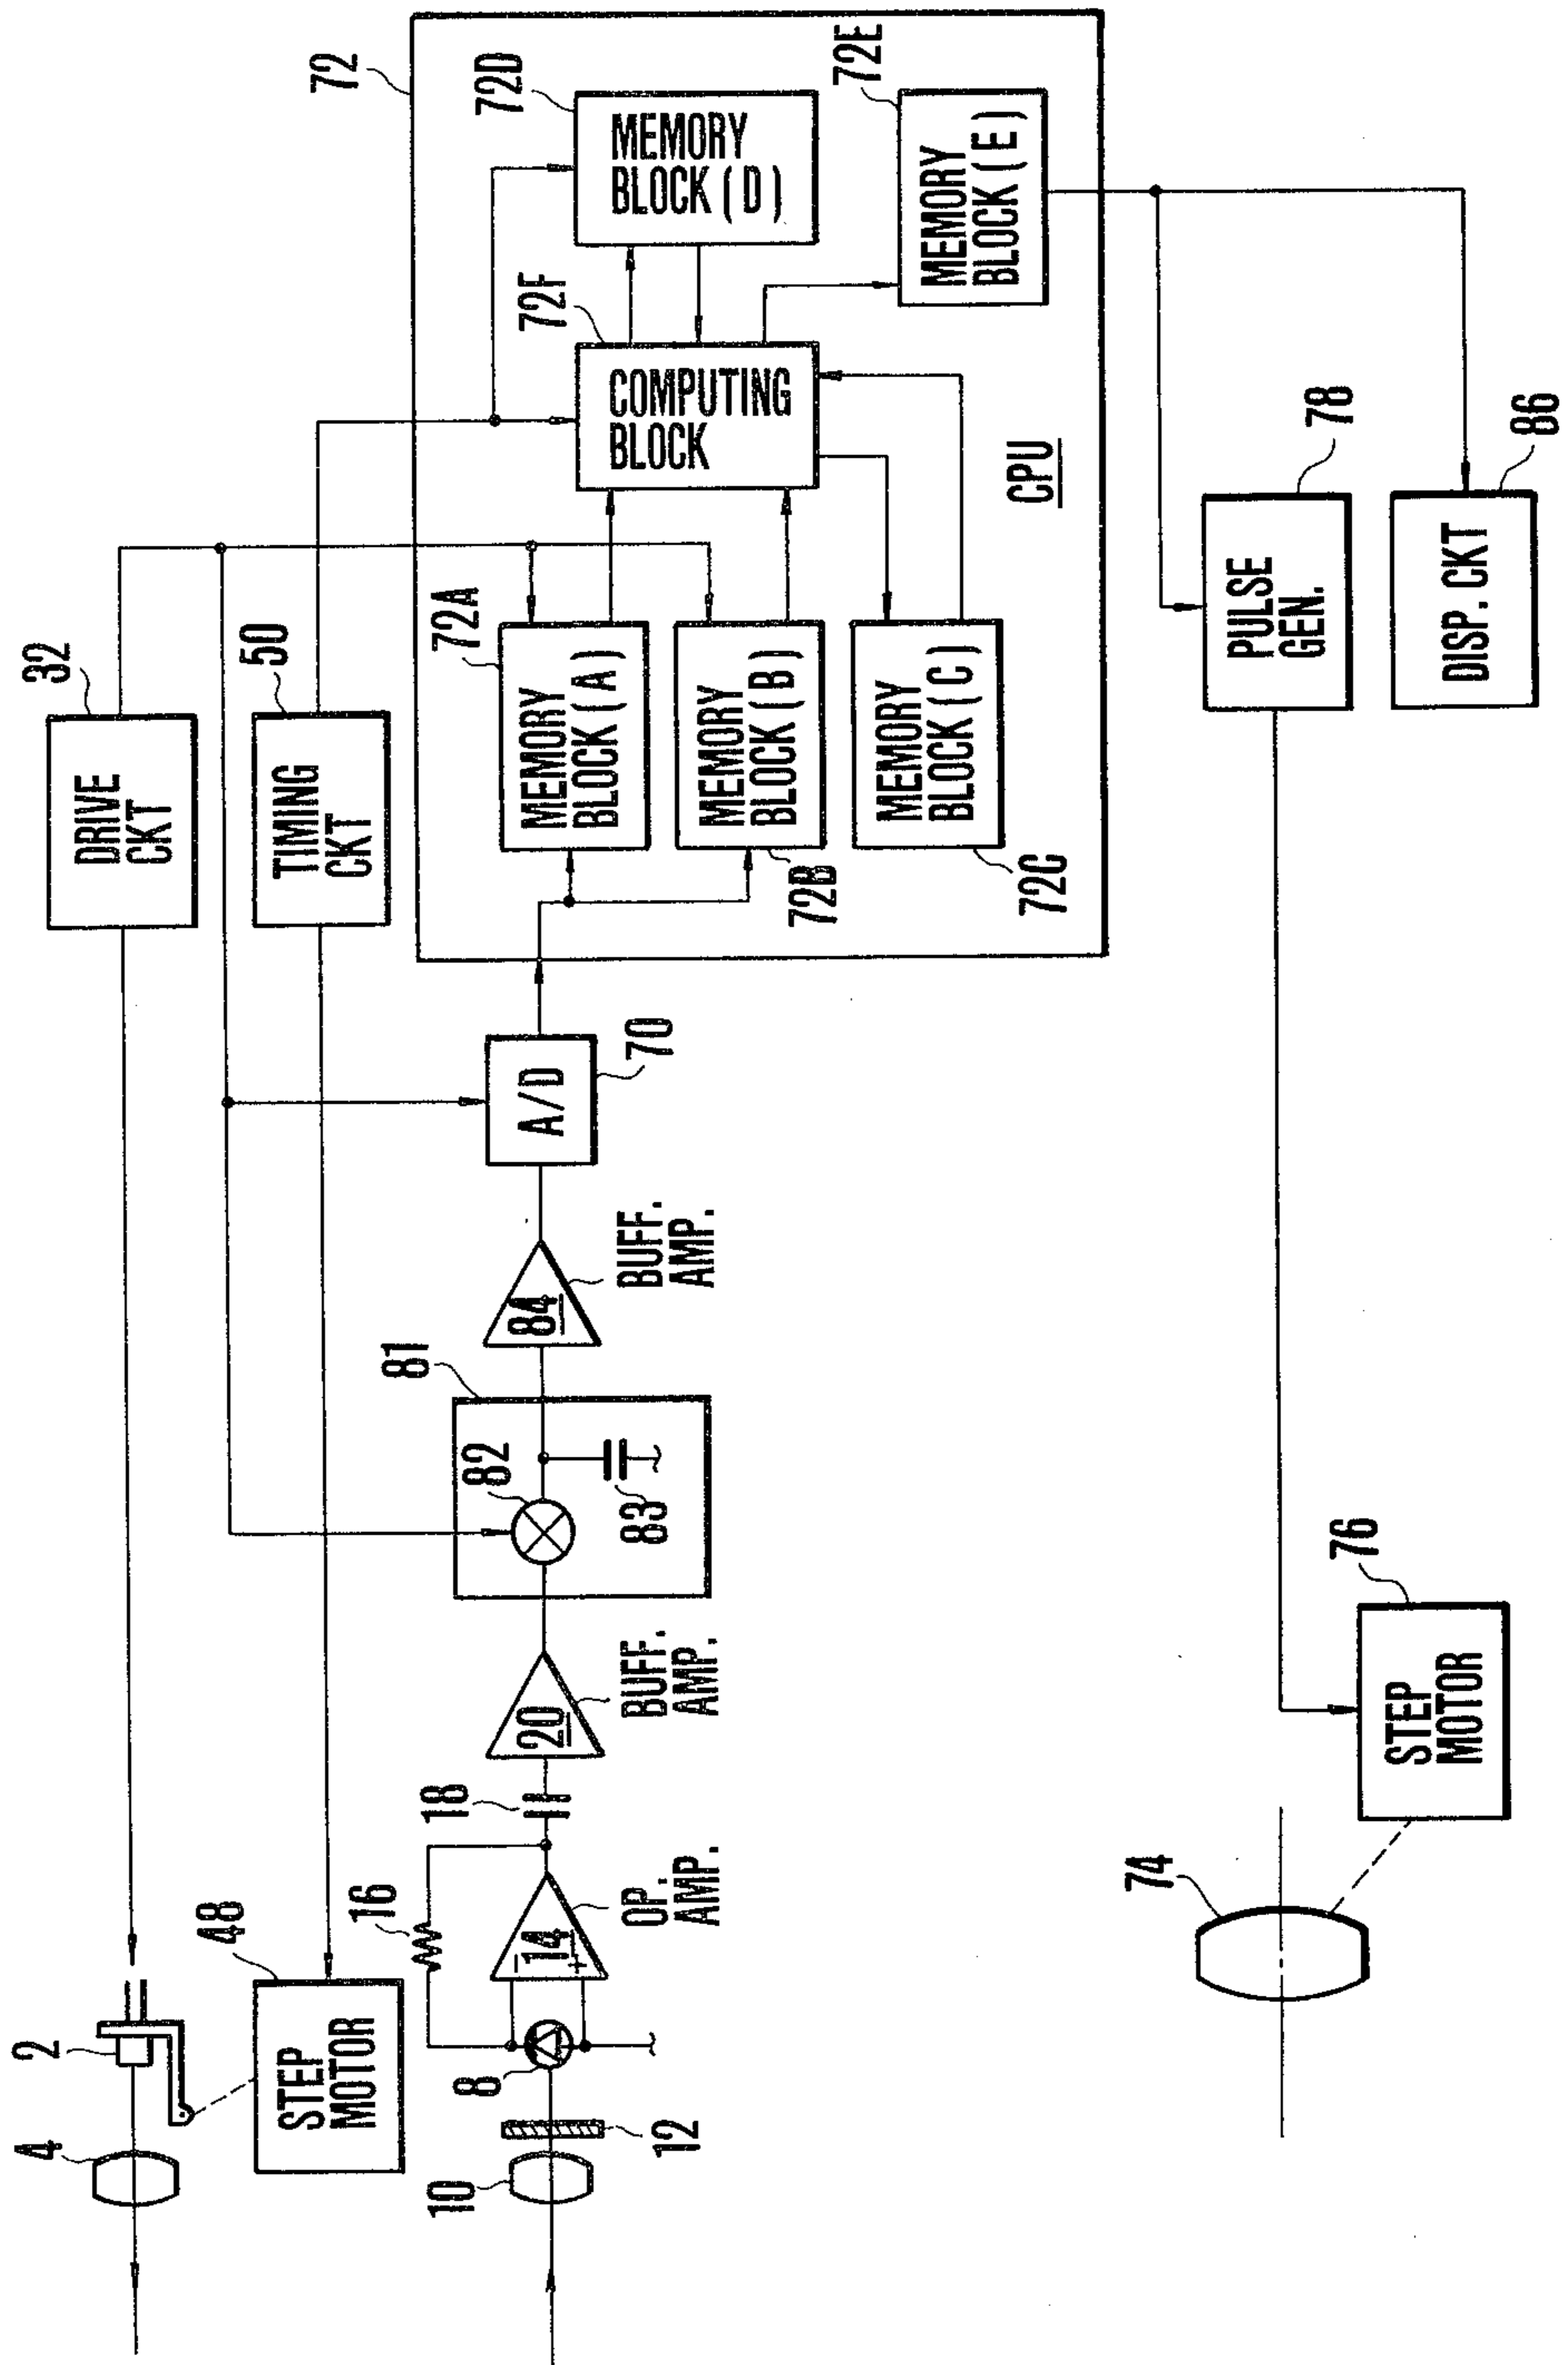 32
DRIVE
CKT
50
TIMING
CKT
2
4
48
STEP
MOTOR
16
18
10
12
8
14
- +
OP.
AMP.
20
BUFF.
AMP.
81
82
83
84
BUFF.
AMP.
A/D
70
72
72A
MEMORY
BLOCK (A)
72B
MEMORY
BLOCK (B)
72C
MEMORY
BLOCK (C)
72F
COMPUTING
BLOCK
72D
MEMORY
BLOCK (D)
72E
MEMORY
BLOCK (E)
CPU
74
76
STEP
MOTOR
78
PULSE
GEN.
86
DISP. CKT